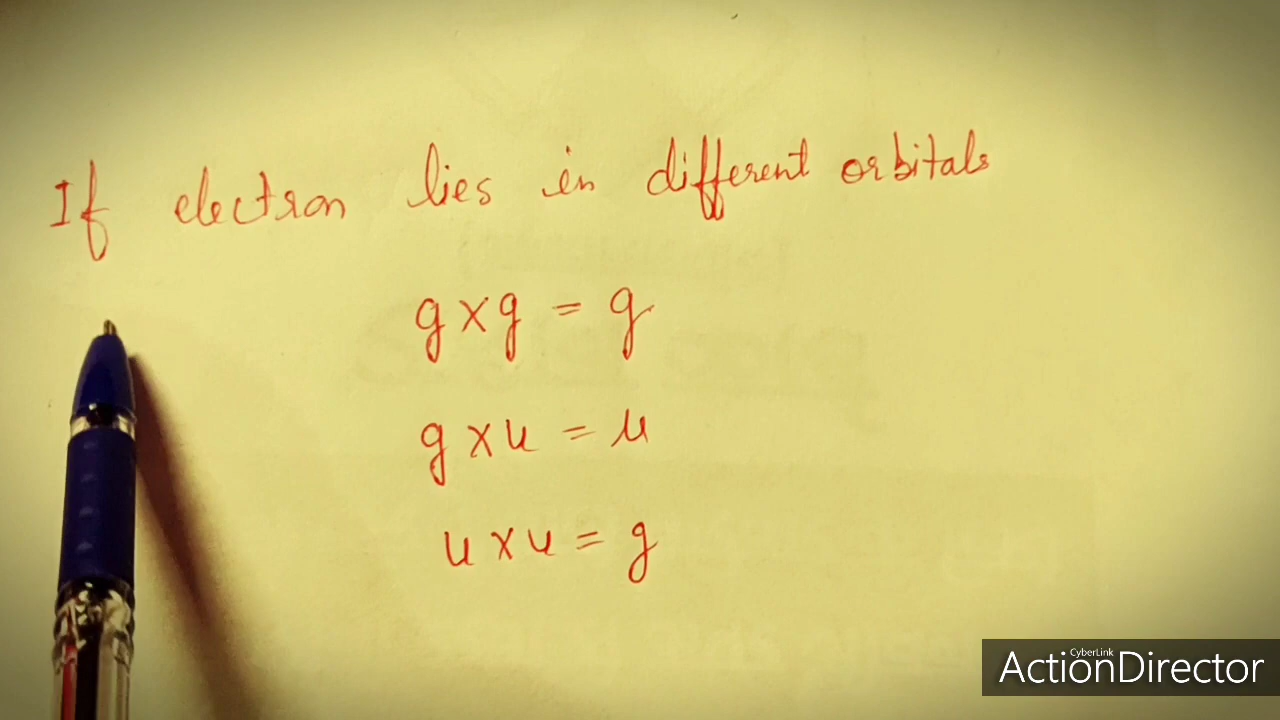 If electron lies in different orbitals
g x g = g
g x u = u
u x u = g
CyberLink
ActionDirector